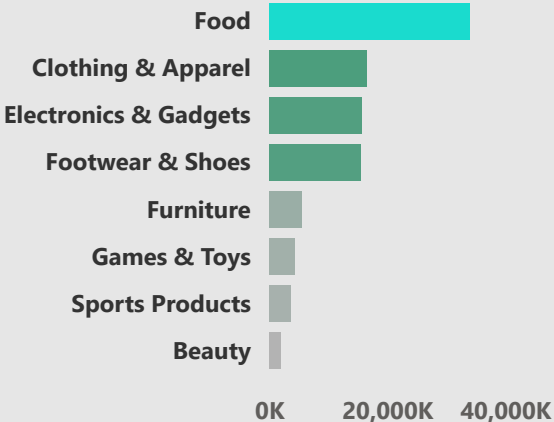 Food
Clothing & Apparel
Electronics & Gadgets
Footwear & Shoes
Furniture
Games & Toys
Sports Products
Beauty
0K 20,000K 40,000K